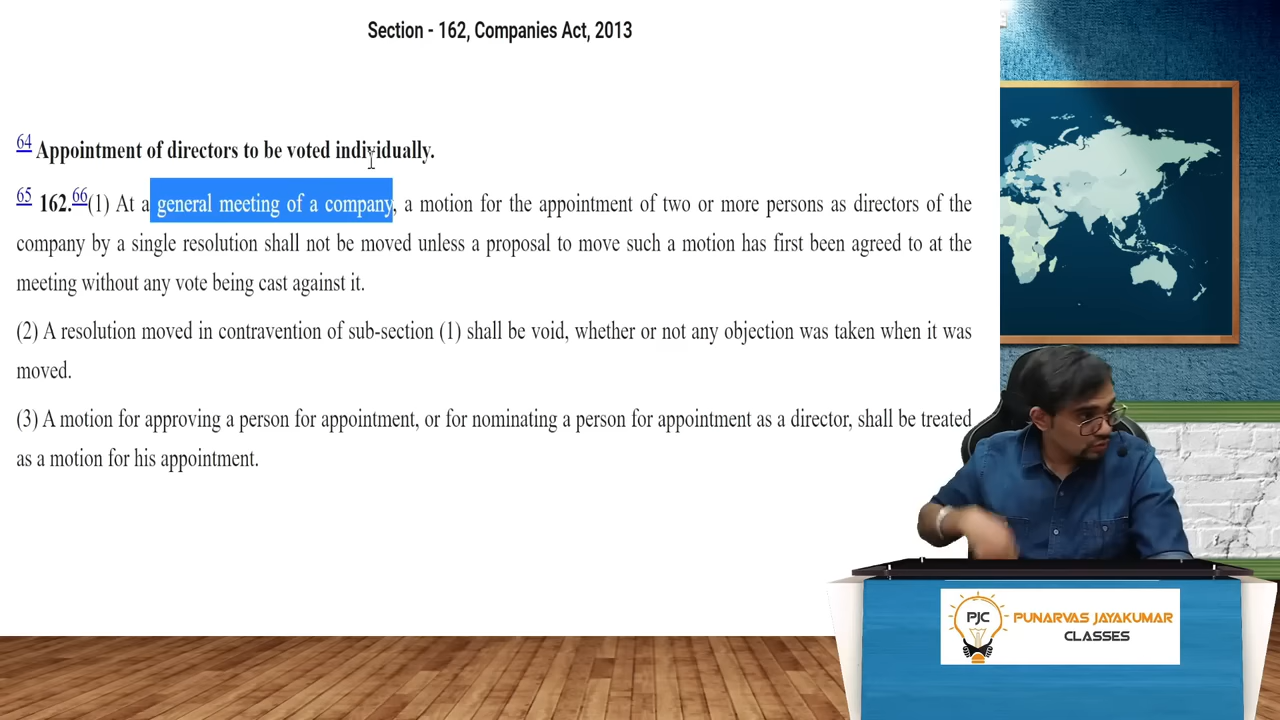 Section - 162, Companies Act, 2013
64 Appointment of directors to be voted individually.
65 162.66(1) At a general meeting of a company, a motion for the appointment of two or more persons as directors of the
company by a single resolution shall not be moved unless a proposal to move such a motion has first been agreed to at the
meeting without any vote being cast against it.
(2) A resolution moved in contravention of sub-section (1) shall be void, whether or not any objection was taken when it was
moved.
(3) A motion for approving a person for appointment, or for nominating a person for appointment as a director, shall be treated
as a motion for his appointment.
PJC
PUNARVAS JAYAKUMAR
CLASSES